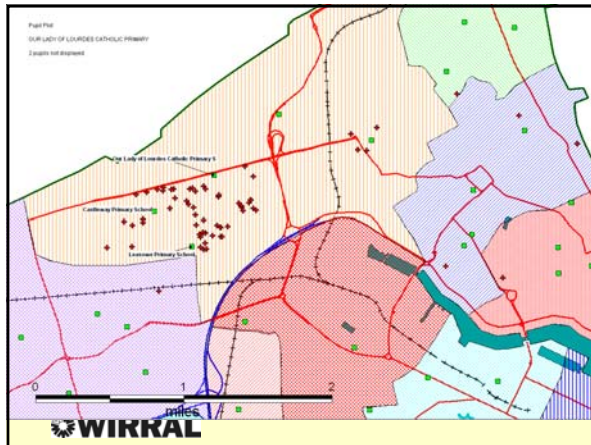 Pupil Plot
OUR LADY OF LOURDES CATHOLIC PRIMARY
2 pupils not displayed
Our Lady of Lourdes Catholic Primary S
Castleway Primary School
Leasowe Primary School
0 1 2
miles
WIRRAL